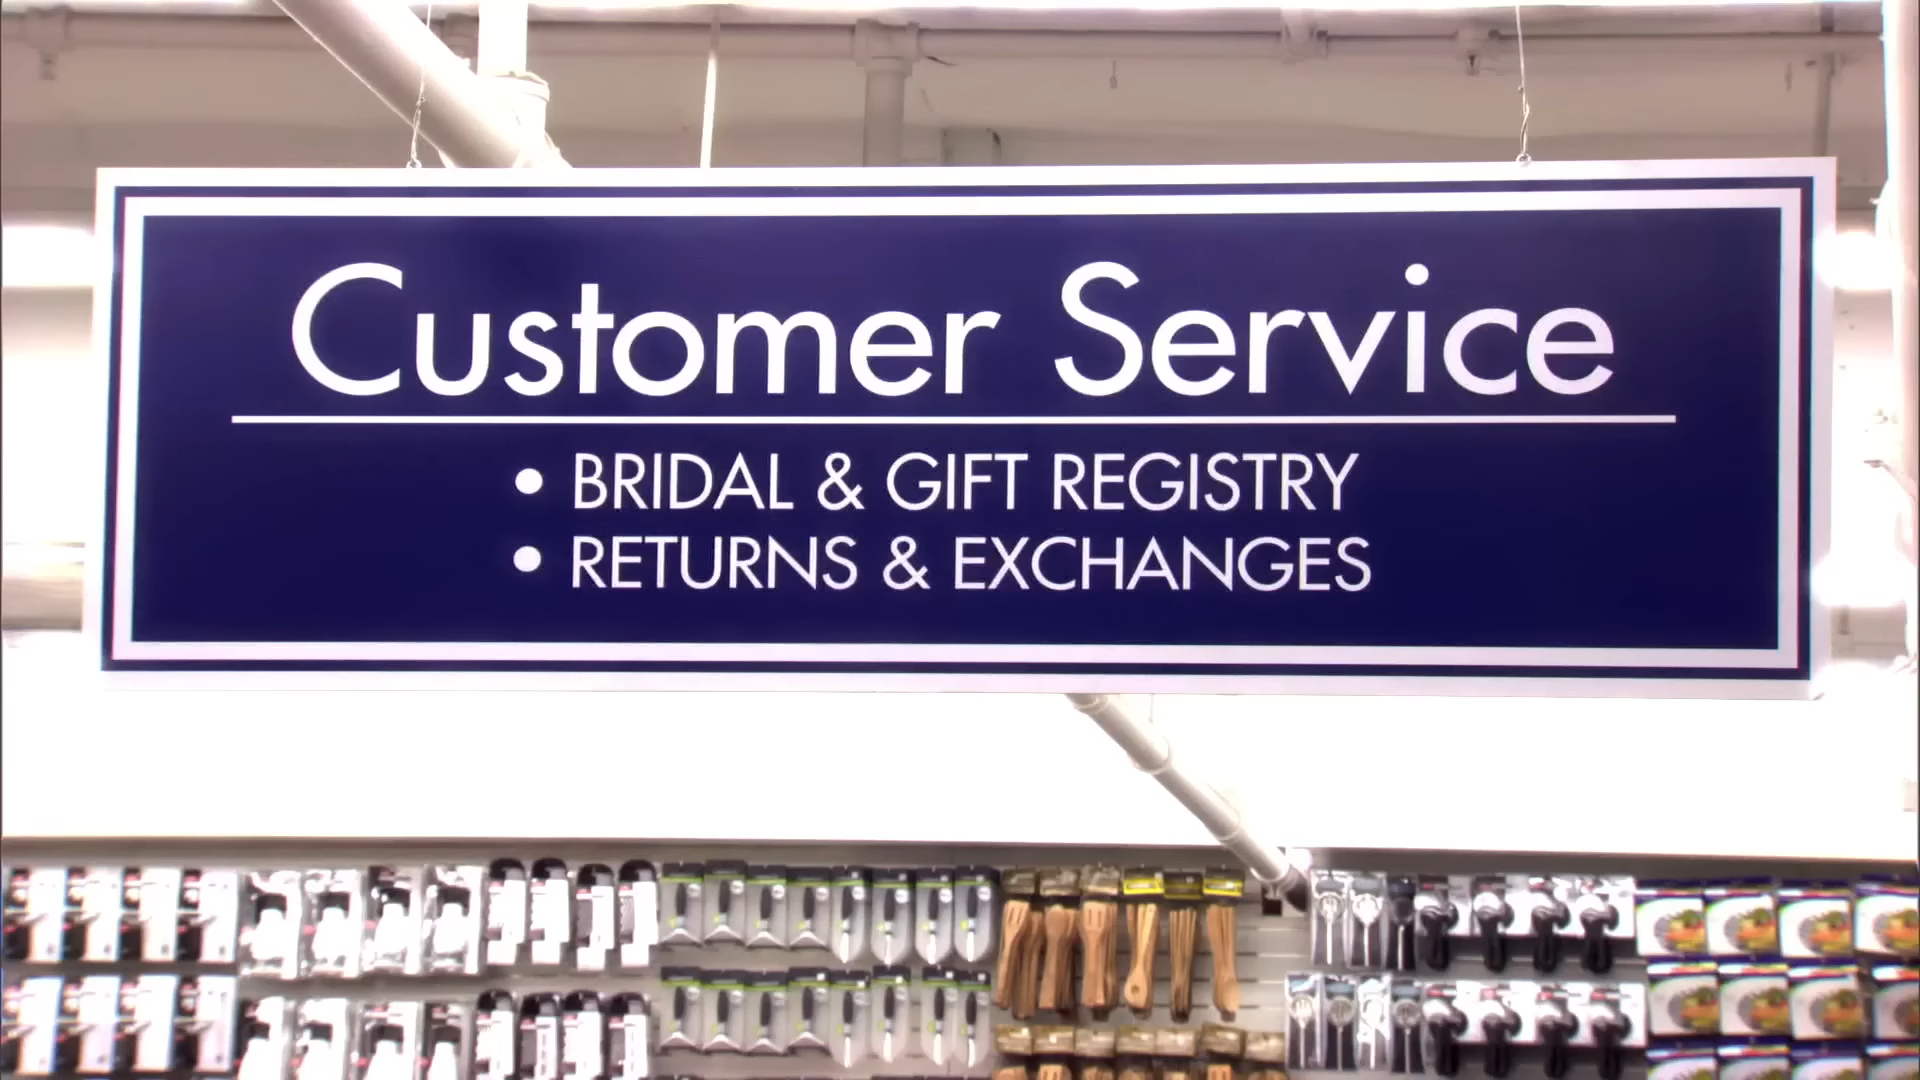 Customer Service
• BRIDAL & GIFT REGISTRY
• RETURNS & EXCHANGES